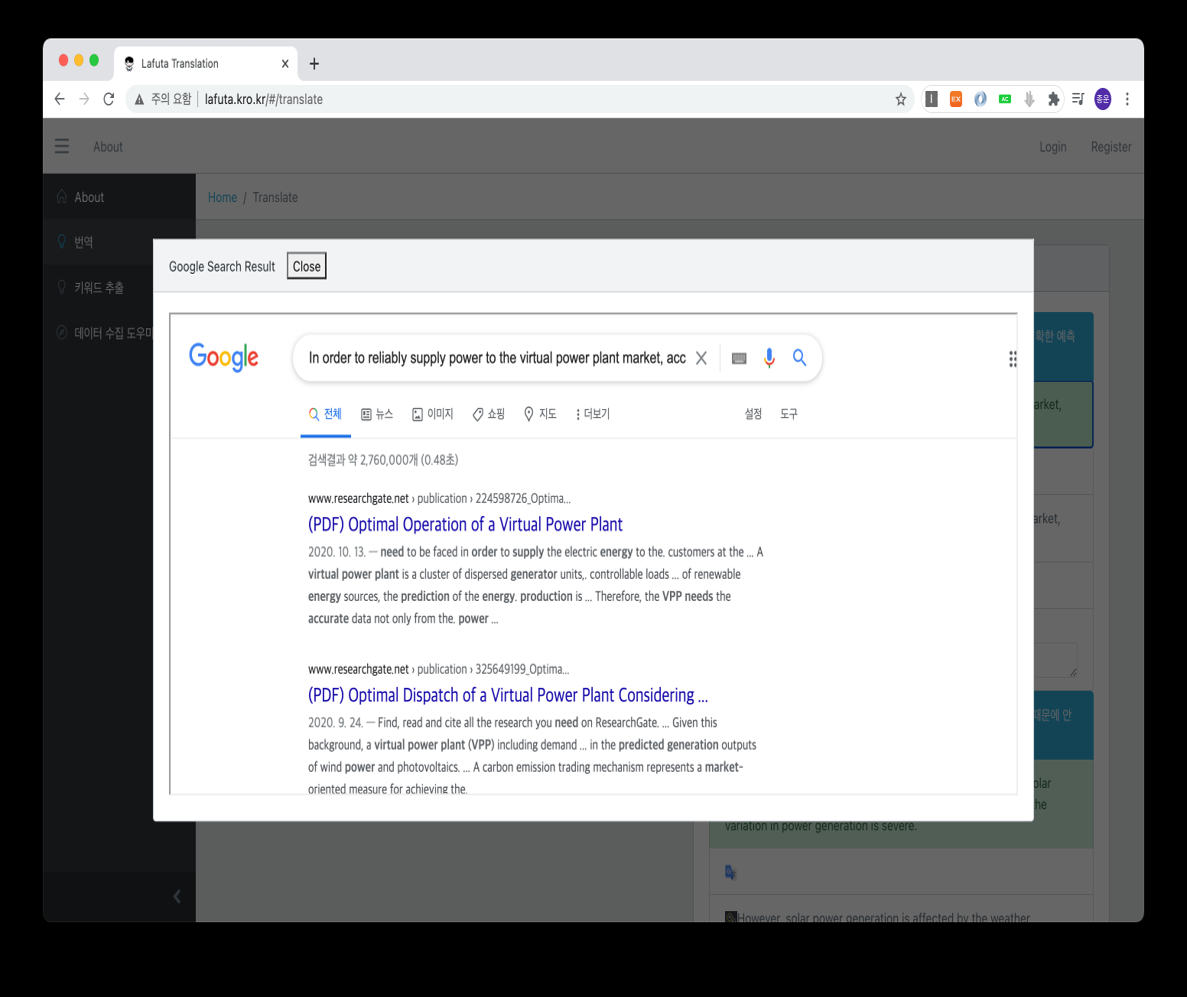 Lafuta Translation
주의 요함 lafuta.kro.kr/#/translate
EX
AC
종운
About
Login Register
About
Home / Translate
번역
키워드 추출
데이터 수집 도우미
Google Search Result Close
확한 예측
Google
In order to reliably supply power to the virtual power plant market, acc
arket,
전체 뉴스 이미지 쇼핑 지도 더보기 설정 도구
검색결과 약 2,760,000개 (0.48초)
www.researchgate.net › publication › 224598726_Optima...
(PDF) Optimal Operation of a Virtual Power Plant
arket,
2020. 10. 13. — need to be faced in order to supply the electric energy to the. customers at the ... A
virtual power plant is a cluster of dispersed generator units,. controllable loads ... of renewable
energy sources, the prediction of the energy. production is ... Therefore, the VPP needs the
accurate data not only from the. power ...
www.researchgate.net › publication › 325649199_Optima...
(PDF) Optimal Dispatch of a Virtual Power Plant Considering ...
2020. 9. 24. — Find, read and cite all the research you need on ResearchGate. ... Given this
background, a virtual power plant (VPP) including demand ... in the predicted generation outputs
of wind power and photovoltaics. ... A carbon emission trading mechanism represents a market-
oriented measure for achieving the.
때문에 안
olar
he
variation in power generation is severe.
However, solar power generation is affected by the weather